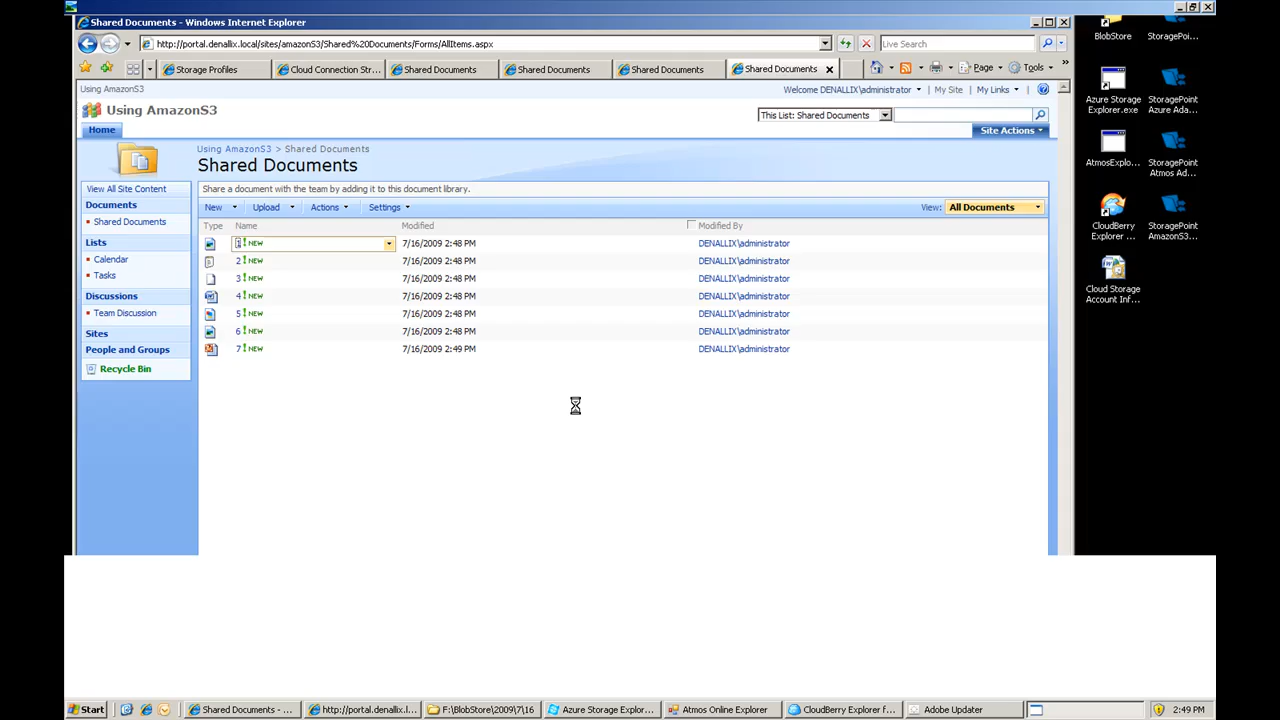 Shared Documents - Windows Internet Explorer
http://portal.denallix.local/sites/amazonS3/Shared%20Documents/Forms/AllItems.aspx
Live Search
Storage Profiles
Cloud Connection Str...
Shared Documents
Shared Documents
Shared Documents
Shared Documents
Page
Tools
Using AmazonS3
Welcome DENALLIX\administrator
My Site
My Links
Using AmazonS3
This List: Shared Documents
Home
Site Actions
Using AmazonS3 > Shared Documents
Shared Documents
View All Site Content
Documents
Shared Documents
Lists
Calendar
Tasks
Discussions
Team Discussion
Sites
People and Groups
Recycle Bin
Share a document with the team by adding it to this document library.
New Upload Actions Settings
View: All Documents
Type Name Modified Modified By
1 ! NEW 7/16/2009 2:48 PM DENALLIX\administrator
2 ! NEW 7/16/2009 2:48 PM DENALLIX\administrator
3 ! NEW 7/16/2009 2:48 PM DENALLIX\administrator
4 ! NEW 7/16/2009 2:48 PM DENALLIX\administrator
5 ! NEW 7/16/2009 2:48 PM DENALLIX\administrator
6 ! NEW 7/16/2009 2:48 PM DENALLIX\administrator
7 ! NEW 7/16/2009 2:49 PM DENALLIX\administrator
BlobStore
StoragePoi...
Azure Storage
Explorer.exe
StoragePoint
Azure Ada...
AtmosExplo...
StoragePoint
Atmos Ad...
CloudBerry
Explorer ...
StoragePoint
AmazonS3...
Cloud Storage
Account Inf...
Start
Shared Documents - ...
http://portal.denallix.l...
F:\BlobStore\2009\7\16
Azure Storage Explor...
Atmos Online Explorer
CloudBerry Explorer f...
Adobe Updater
2:49 PM